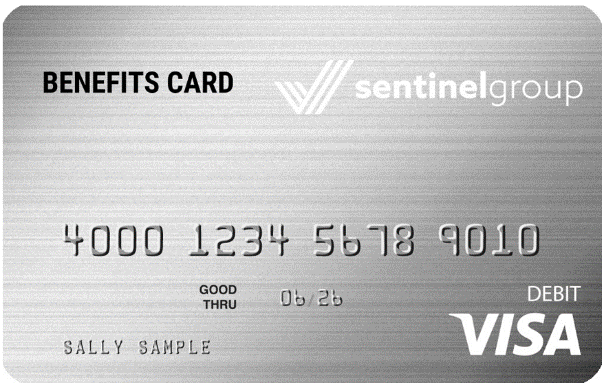 BENEFITS CARD sentinelgroup
4000 1234 5678 9010
GOOD
THRU 06/26
DEBIT
VISA
SALLY SAMPLE